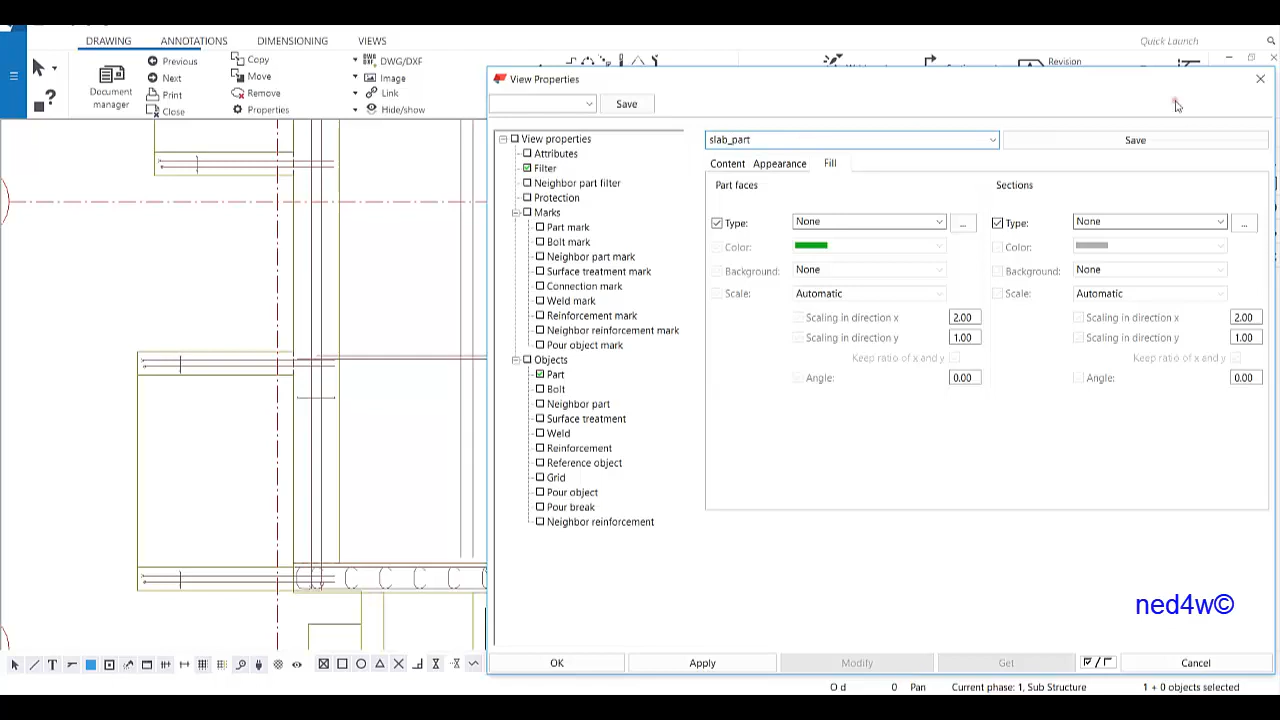 DRAWING ANNOTATIONS DIMENSIONING VIEWS Quick Launch
Previous Copy DWG/DXF Revision
Document manager Next Move Image
Print Remove Link
Close Properties Hide/show
View Properties
Save
View properties
Attributes
Filter
Neighbor part filter
Protection
Marks
Part mark
Bolt mark
Neighbor part mark
Surface treatment mark
Connection mark
Weld mark
Reinforcement mark
Neighbor reinforcement mark
Pour object mark
Objects
Part
Bolt
Neighbor part
Surface treatment
Weld
Reinforcement
Reference object
Grid
Pour object
Pour break
Neighbor reinforcement
slab_part Save
Content Appearance Fill
Part faces Sections
Type: None ... Type: None ...
Color: Color:
Background: None Background: None
Scale: Automatic Scale: Automatic
Scaling in direction x 2.00 Scaling in direction x 2.00
Scaling in direction y 1.00 Scaling in direction y 1.00
Keep ratio of x and y Keep ratio of x and y
Angle: 0.00 Angle: 0.00
ned4w©
OK Apply Modify Get Cancel
O d 0 Pan Current phase: 1, Sub Structure 1 + 0 objects selected